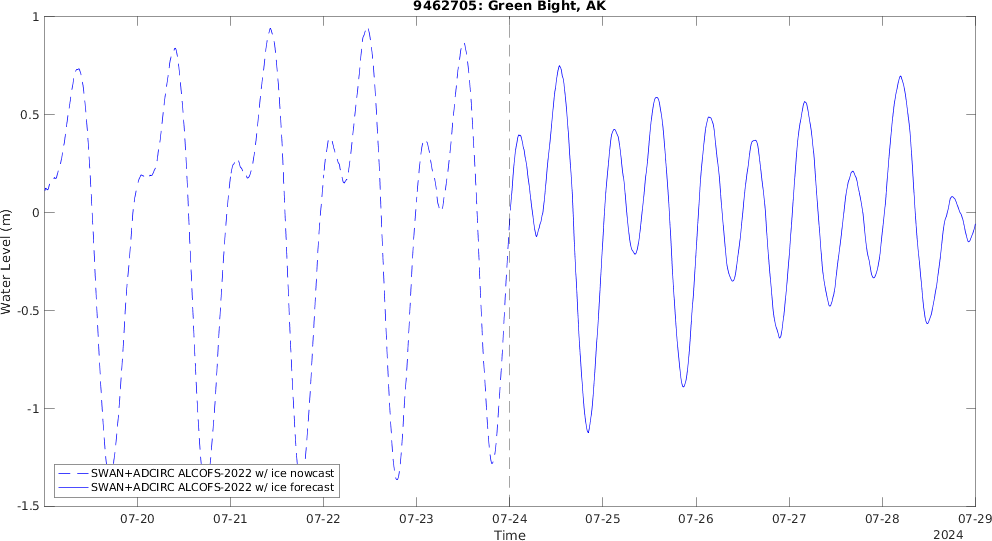 9462705: Green Bight, AK
Water Level (m)
1
0.5
0
-0.5
-1
-1.5
SWAN+ADCIRC ALCOFS-2022 w/ ice nowcast
SWAN+ADCIRC ALCOFS-2022 w/ ice forecast
07-20 07-21 07-22 07-23 07-24 07-25 07-26 07-27 07-28 07-29
Time
2024